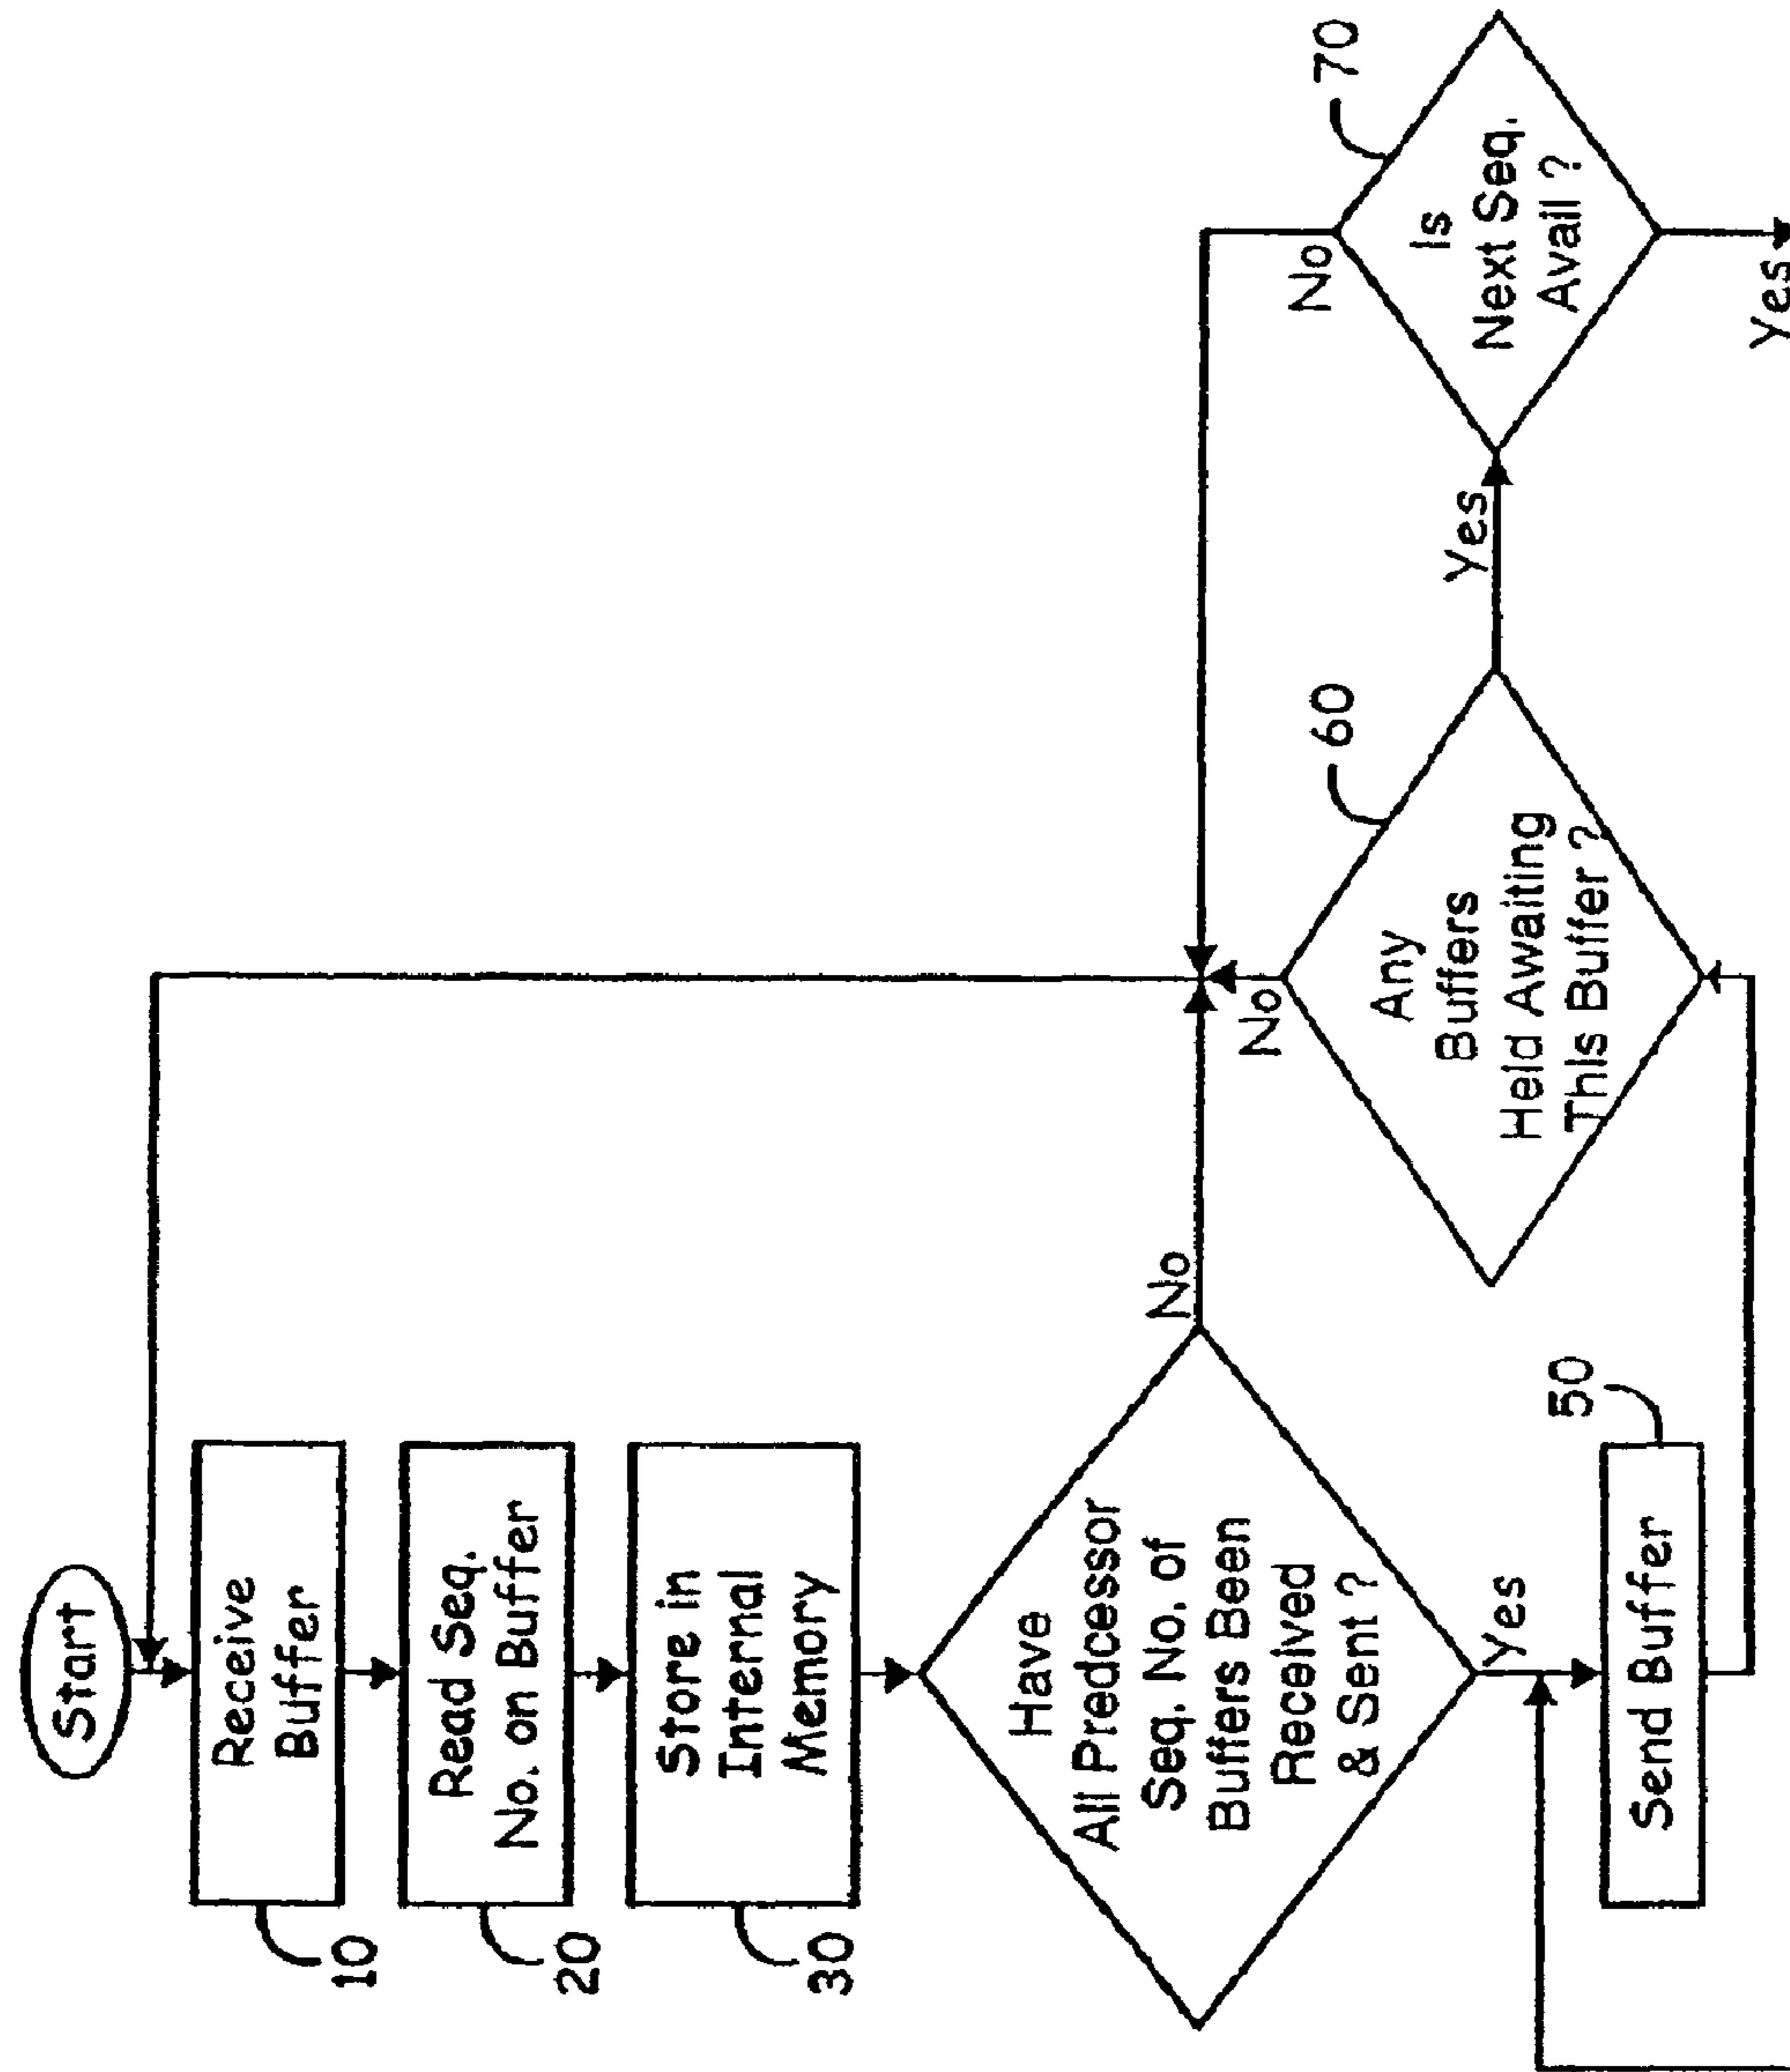 Start
Receive
Buffer
10
Read Seq.
No. on Buffer
20
Store in
Internal
Memory
30
Have
All Predcessor
Seq. No. of
Buffers Been
Received
& Sent ?
No
Yes
Send Buffer
50
Any
Buffers
Held Awaiting
This Buffer ?
60
No
Yes
Is
Next Seq.
Avail ?
70
No
Yes